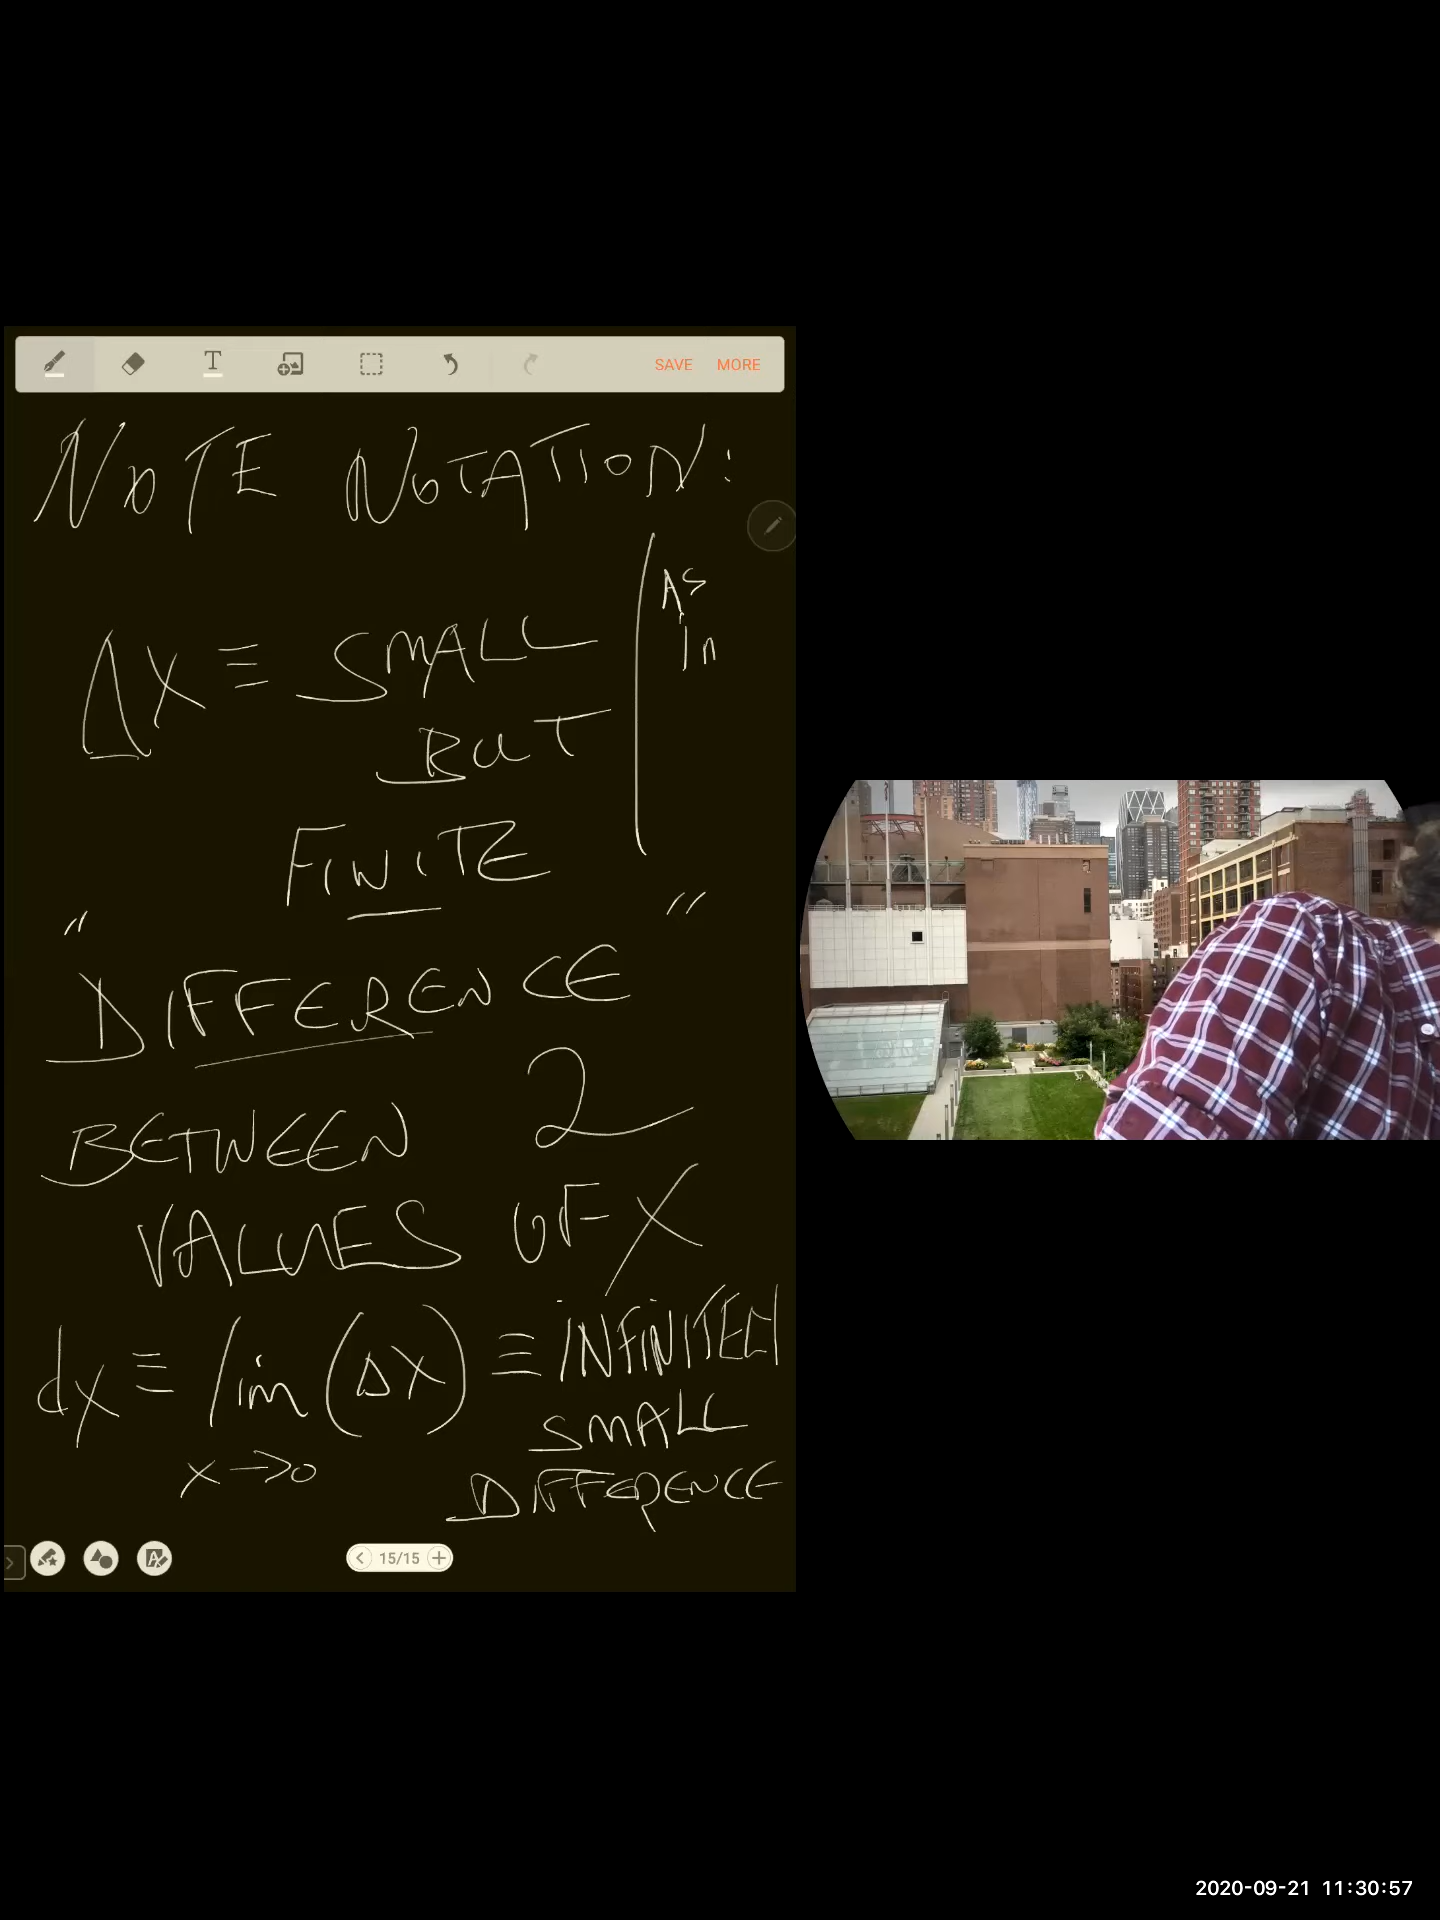 T
SAVE MORE
NOTE NOTATION:
Δx ≡ SMALL
BUT
FINITE
As
In
" DIFFERENCE "
BETWEEN 2
VALUES OF X
dx ≡ lim (Δx) ≡ INFINITELY
x→0
SMALL
DIFFERENCE
15/15
2020-09-21 11:30:57